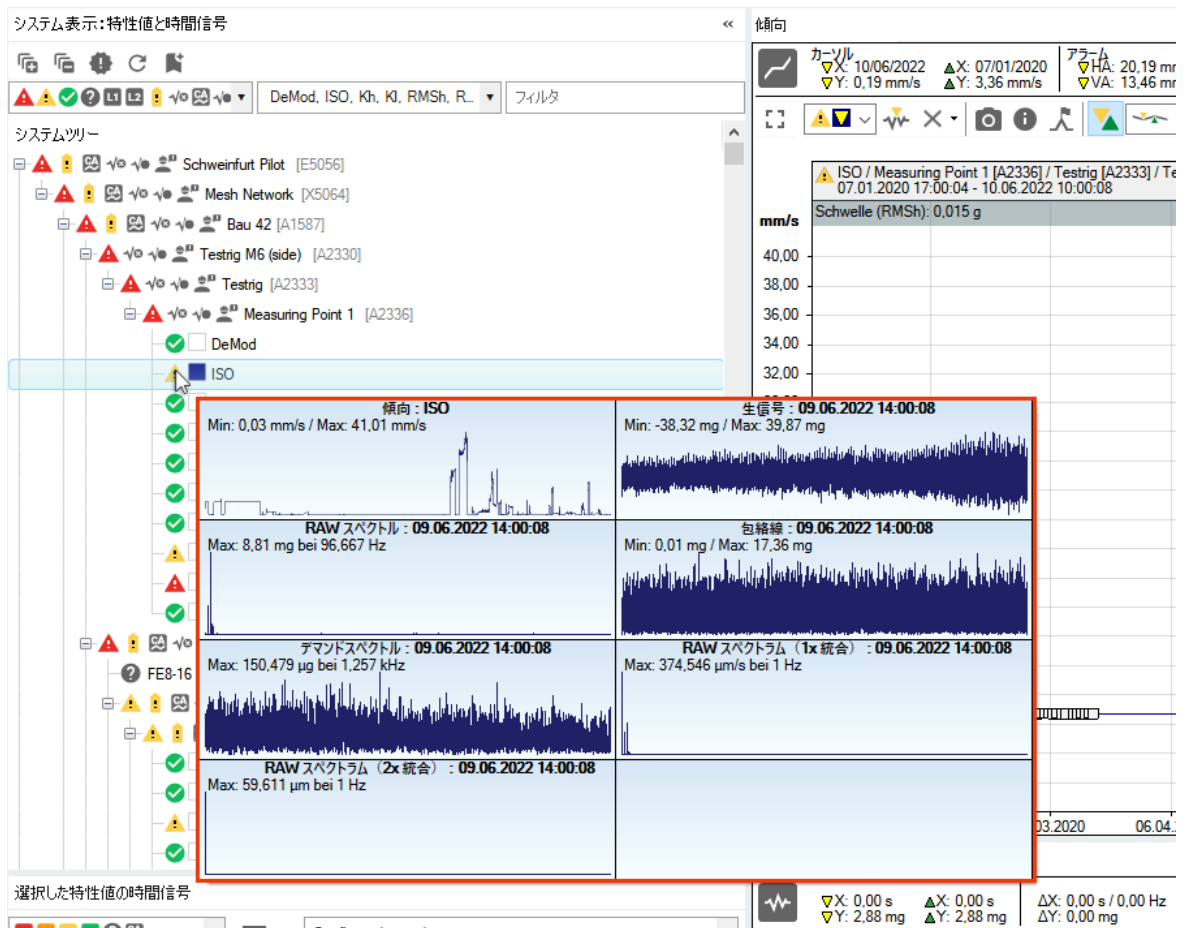 システム表示：特性値と時間信号
«
DeMod, ISO, Kh, KI, RMSh, R...
フィルタ
L1 L2
システムツリー
Schweinfurt Pilot [E5056]
Mesh Network [X5064]
Bau 42 [A1587]
Testrig M6 (side) [A2330]
Testrig [A2333]
Measuring Point 1 [A2336]
DeMod
ISO
FE8-16
選択した特性値の時間信号
傾向：ISO
Min: 0,03 mm/s / Max: 41,01 mm/s
生信号：09.06.2022 14:00:08
Min: -38,32 mg / Max: 39,87 mg
RAW スペクトル：09.06.2022 14:00:08
Max: 8,81 mg bei 96,667 Hz
包絡線：09.06.2022 14:00:08
Min: 0,01 mg / Max: 17,36 mg
デマンドスペクトル：09.06.2022 14:00:08
Max: 150,479 µg bei 1,257 kHz
RAW スペクトラム（1x 統合）：09.06.2022 14:00:08
Max: 374,546 µm/s bei 1 Hz
RAW スペクトラム（2x 統合）：09.06.2022 14:00:08
Max: 59,611 µm bei 1 Hz
傾向
カーソル
X: 10/06/2022 X: 07/01/2020
Y: 0,19 mm/s Y: 3,36 mm/s
アラーム
HA: 20,19 mm
VA: 13,46 mm
ISO / Measuring Point 1 [A2336] / Testrig [A2333] / Te
07.01.2020 17:00:04 - 10.06.2022 10:00:08
Schwelle (RMSh): 0,015 g
mm/s
40,00
38,00
36,00
34,00
32,00
03.2020 06.04.
X: 0,00 s X: 0,00 s ΔX: 0,00 s / 0,00 Hz
Y: 2,88 mg Y: 2,88 mg ΔY: 0,00 mg